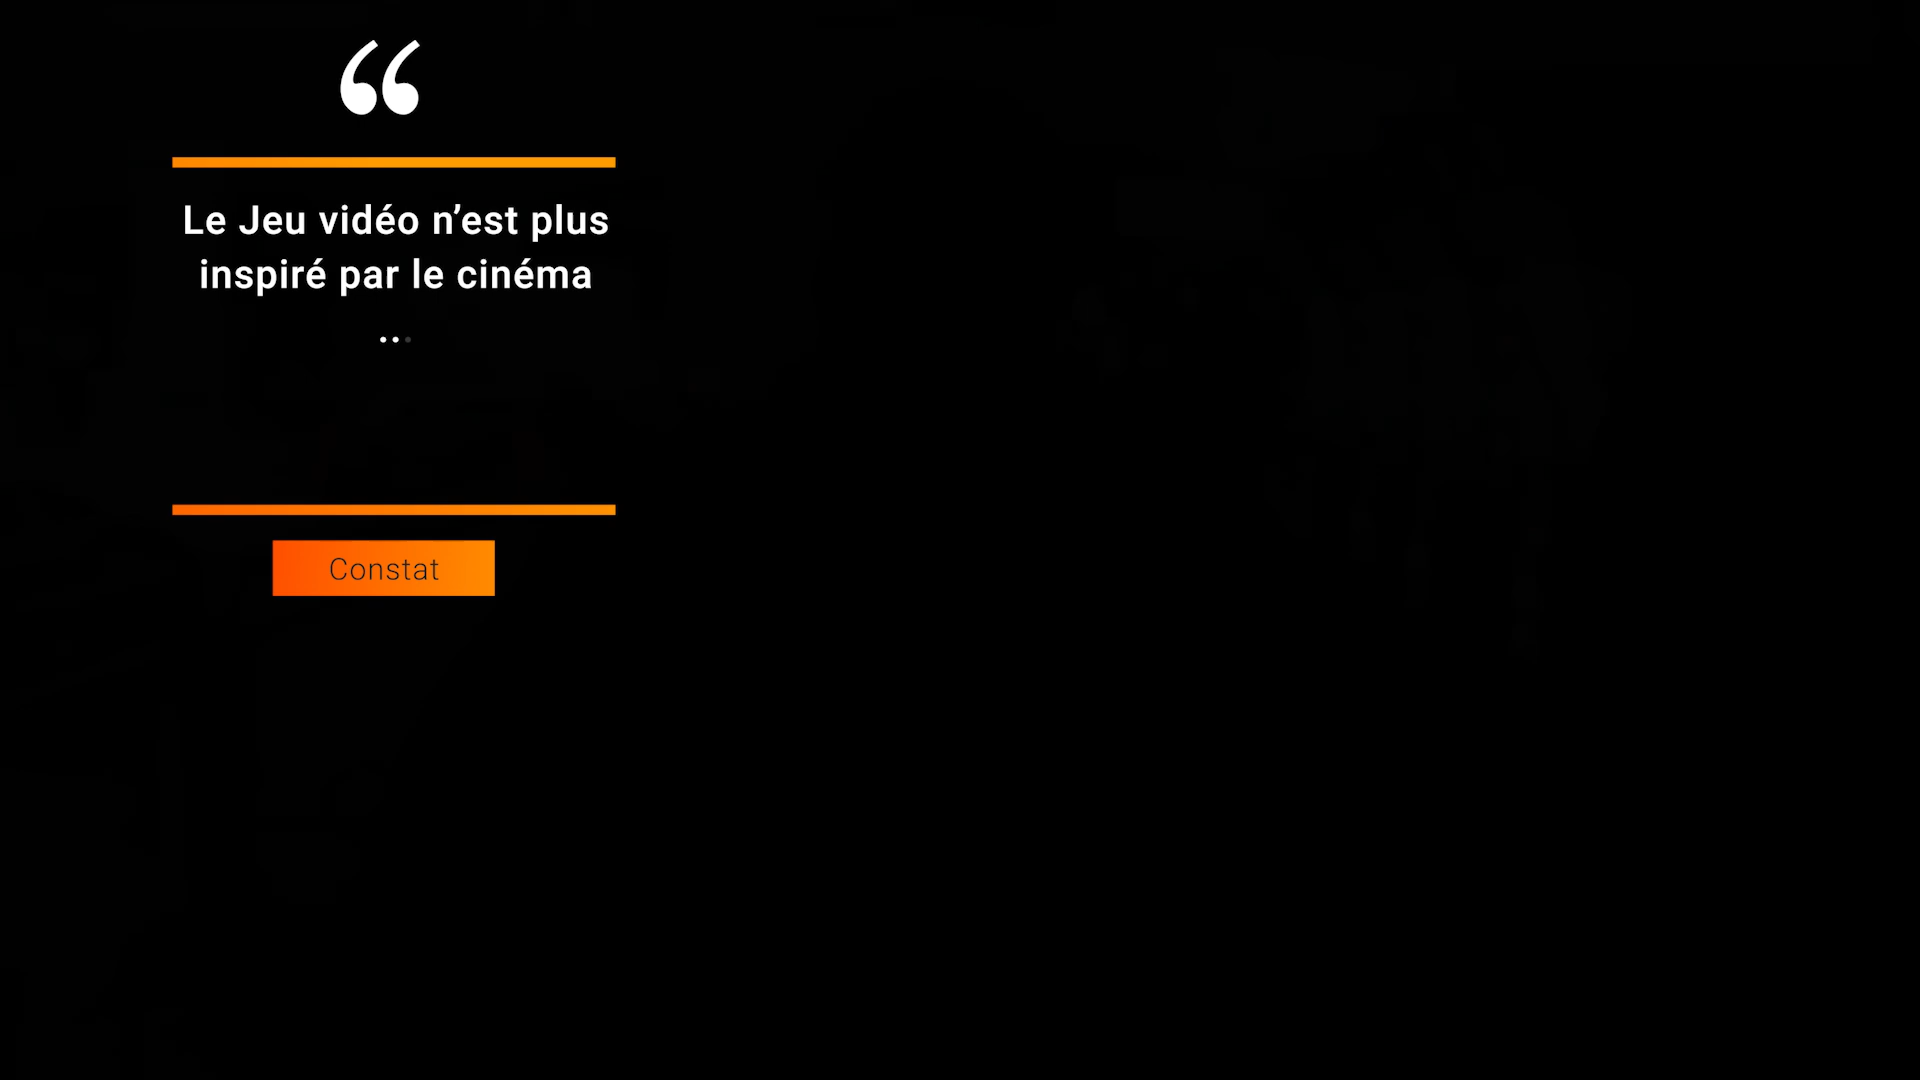 “
Le Jeu vidéo n’est plus
inspiré par le cinéma
...
Constat